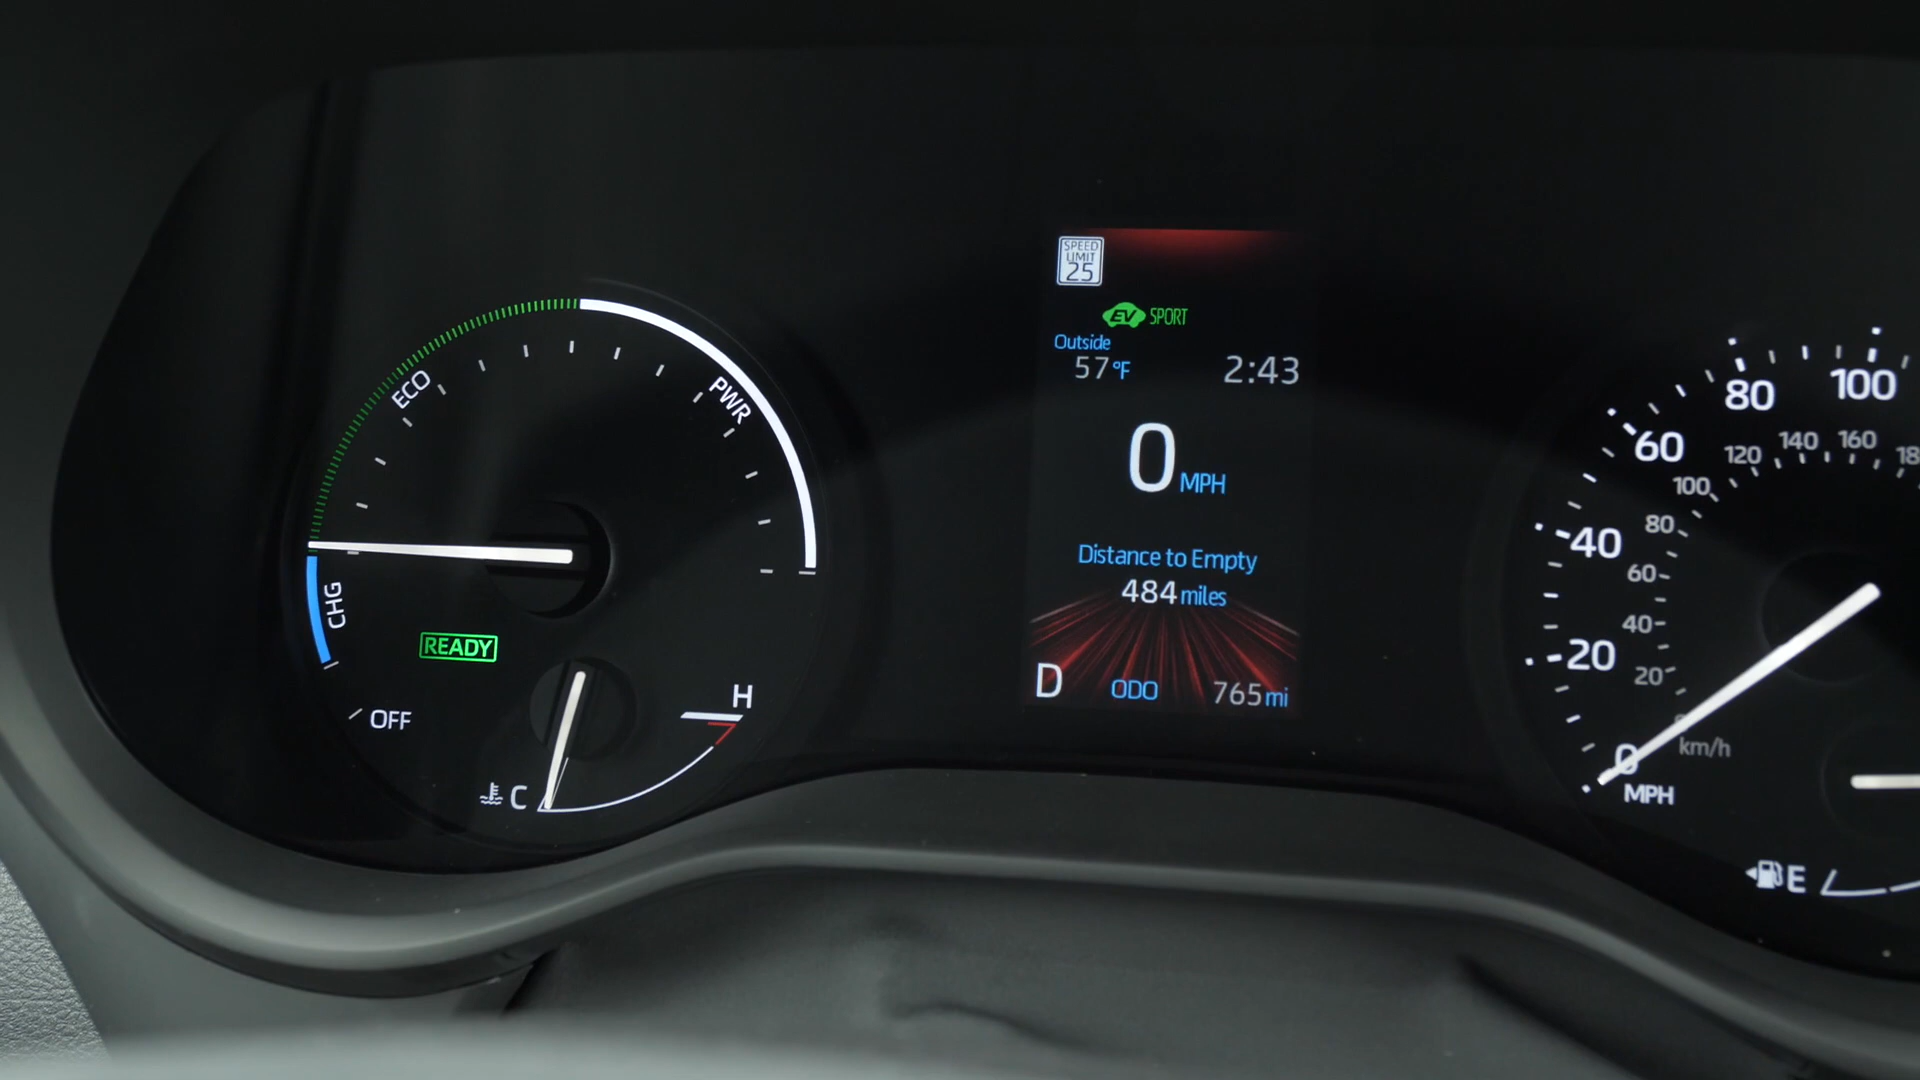 ECO
PWR
CHG
READY
OFF
H
C
SPEED
LIMIT
25
EV SPORT
Outside
57°F 2:43
0 MPH
Distance to Empty
484 miles
D ODO 765 mi
100
80
60
40
20
0
MPH
160
140
120
100
80
60
40
20
km/h
E